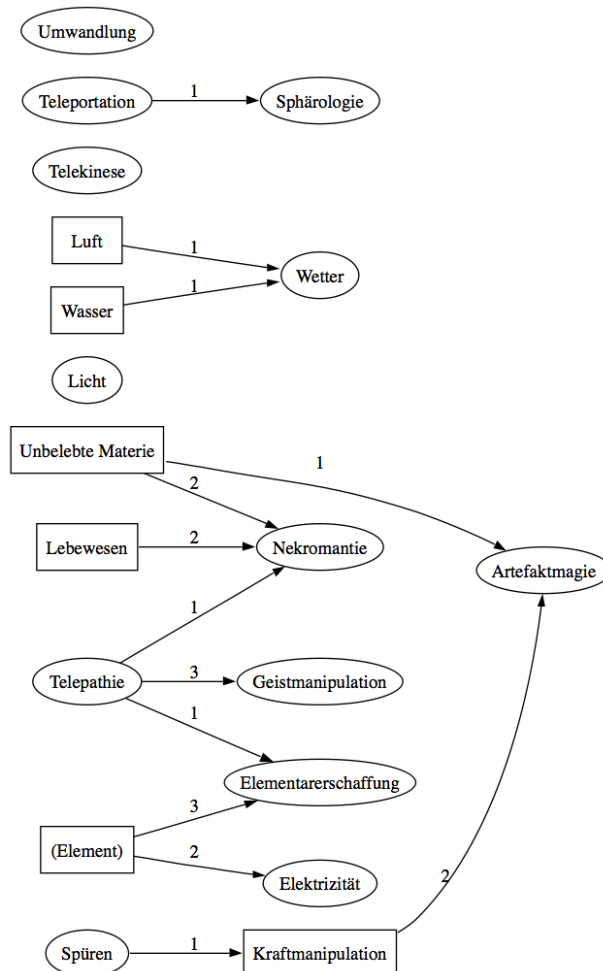 Umwandlung
Teleportation
1
Sphärologie
Telekinese
Luft
1
Wetter
Wasser
1
Licht
Unbelebte Materie
1
2
Lebewesen
2
Nekromantie
Artefaktmagie
1
Telepathie
3
Geistmanipulation
1
Elementarerschaffung
3
(Element)
2
Elektrizität
2
Spüren
1
Kraftmanipulation